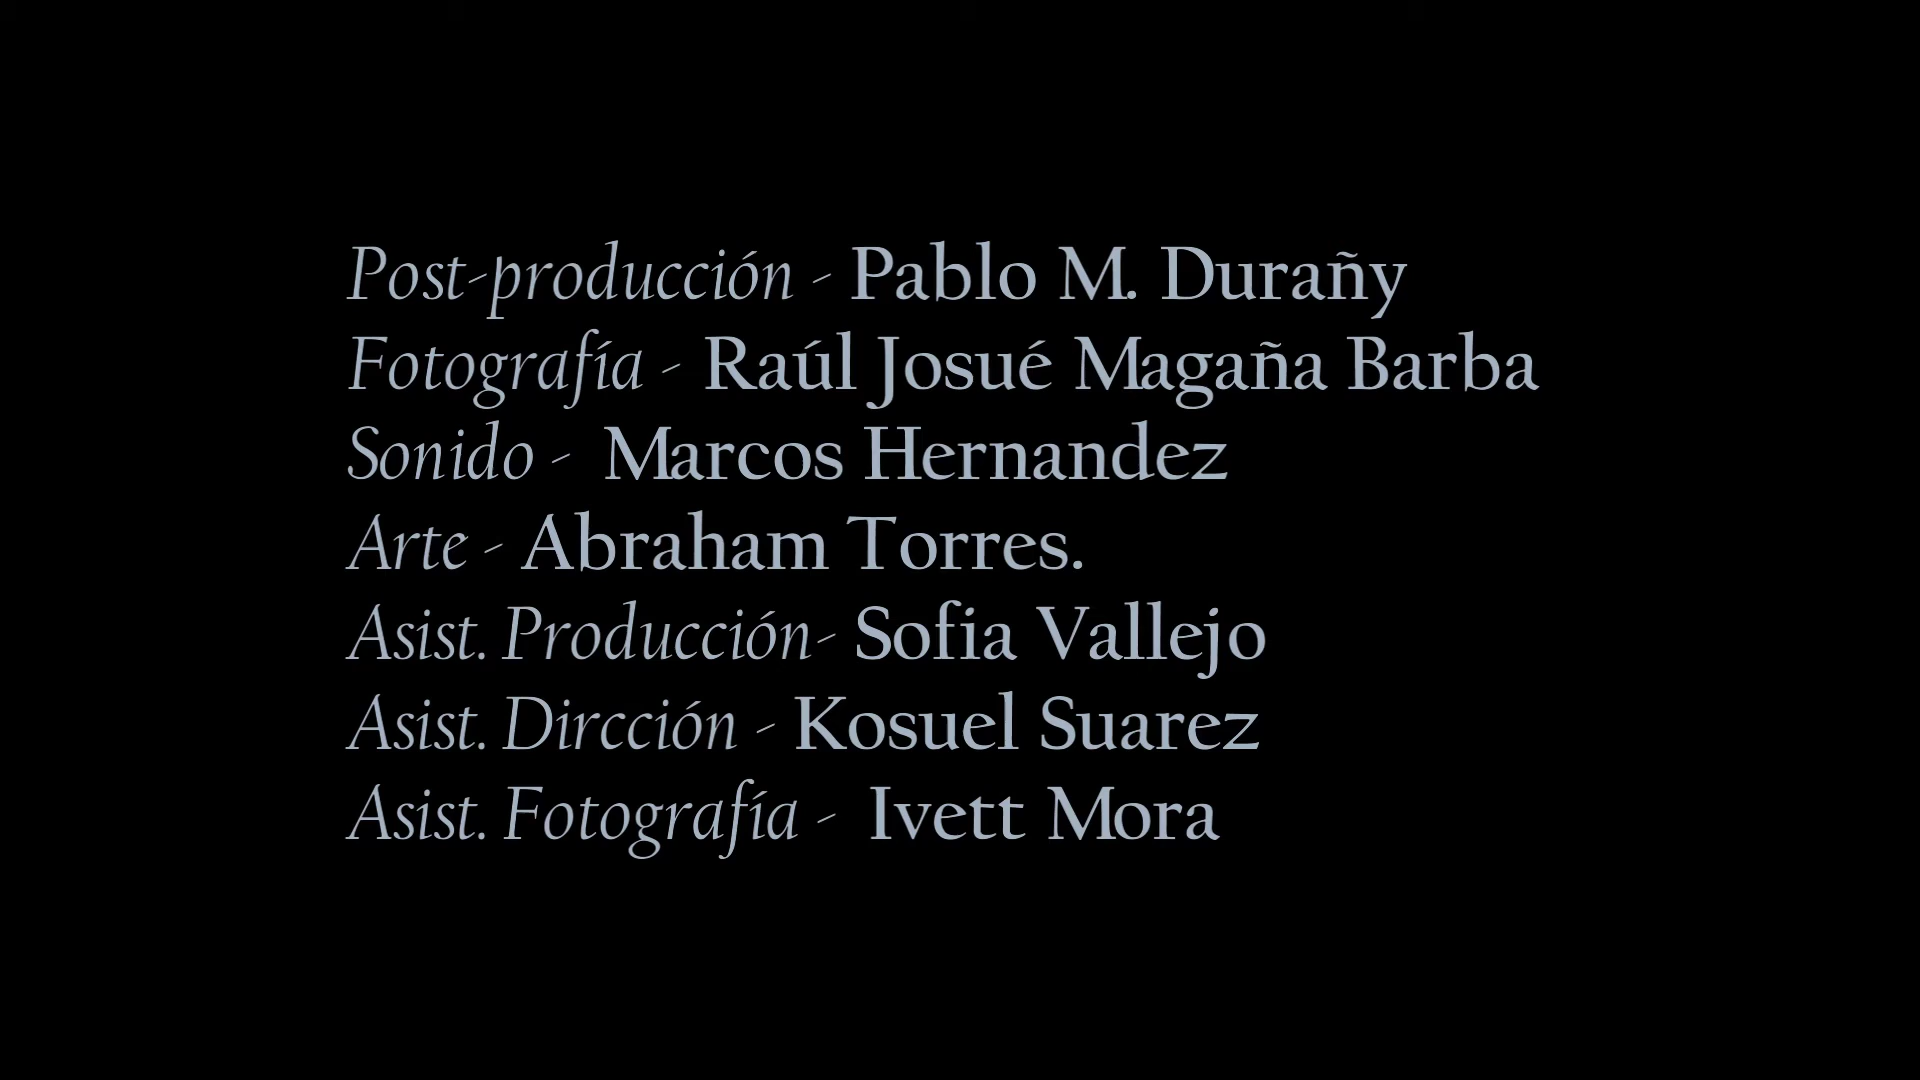 Post-producción - Pablo M. Durañy
Fotografía - Raúl Josué Magaña Barba
Sonido - Marcos Hernandez
Arte - Abraham Torres.
Asist. Producción- Sofia Vallejo
Asist. Dircción - Kosuel Suarez
Asist. Fotografía - Ivett Mora